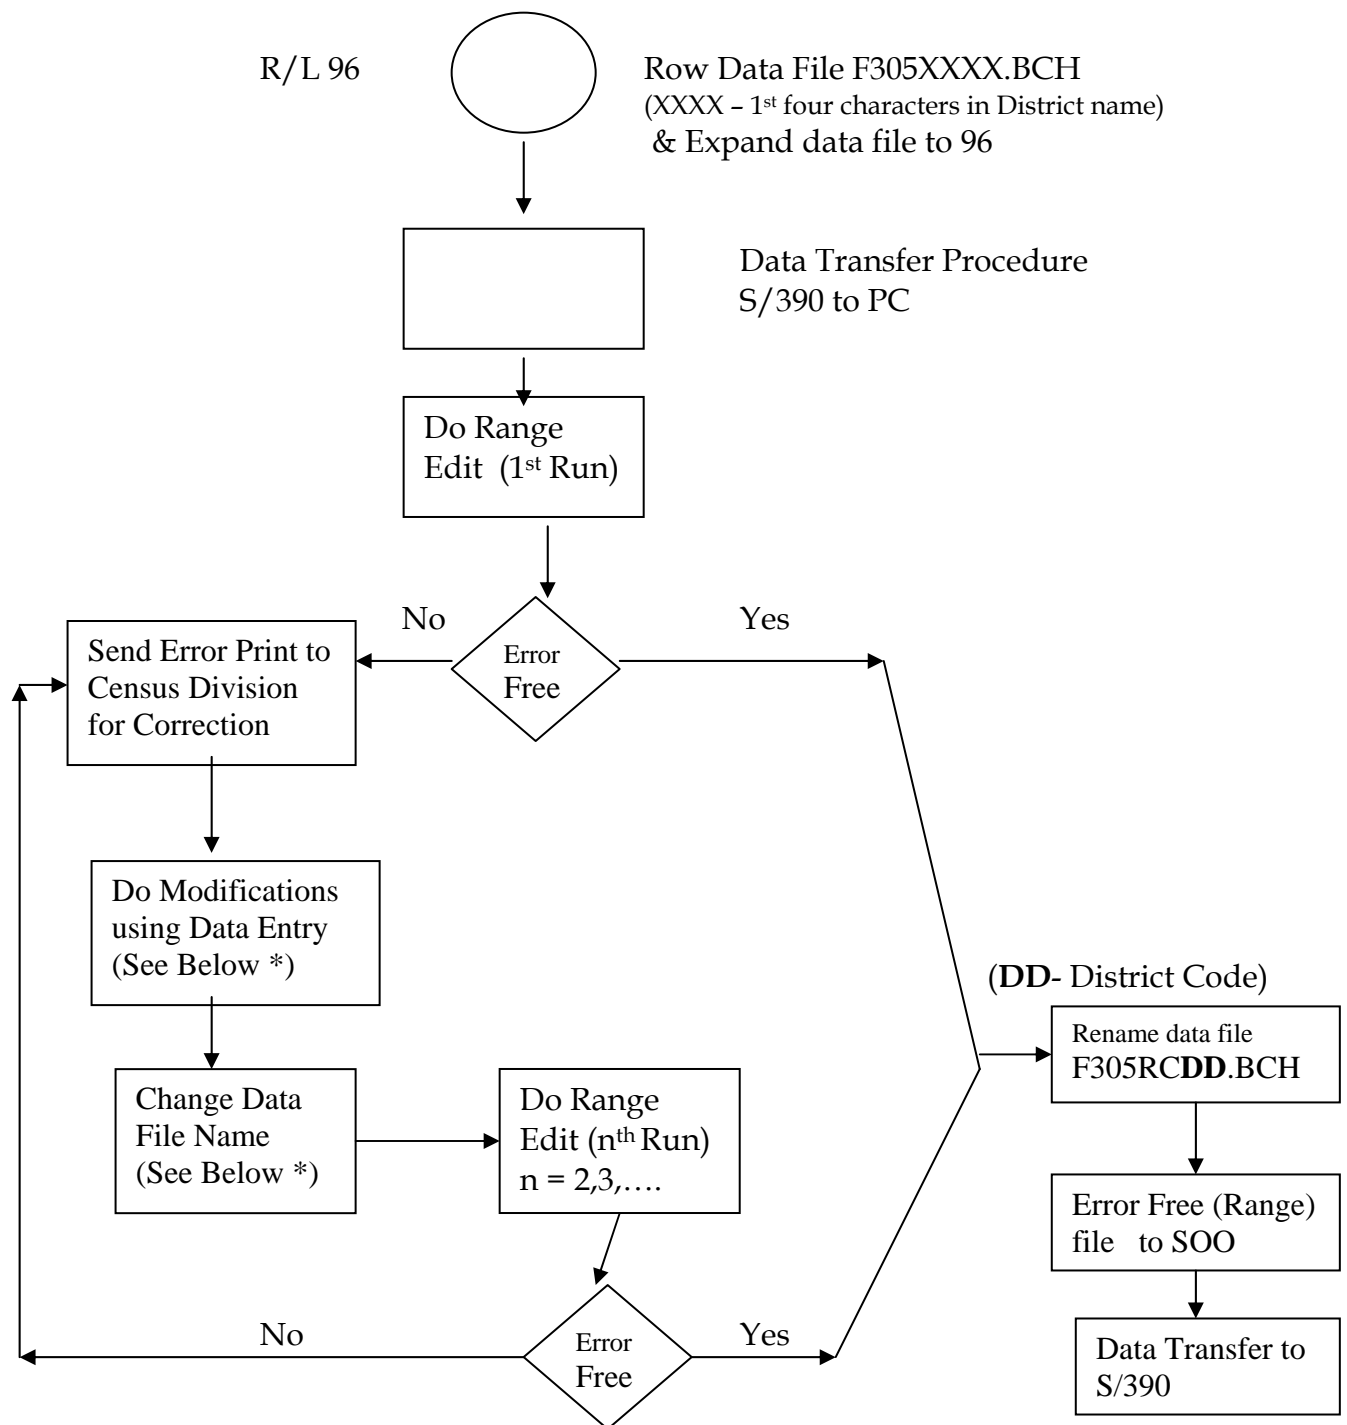 R/L 96
Row Data File F305XXXX.BCH
(XXXX – 1st four characters in District name)
& Expand data file to 96
Data Transfer Procedure
S/390 to PC
Do Range
Edit (1st Run)
No
Yes
Error
Free
Send Error Print to
Census Division
for Correction
Do Modifications
using Data Entry
(See Below *)
Change Data
File Name
(See Below *)
Do Range
Edit (nth Run)
n = 2,3,….
No
Yes
Error
Free
(DD- District Code)
Rename data file
F305RCDD.BCH
Error Free (Range)
file to SOO
Data Transfer to
S/390